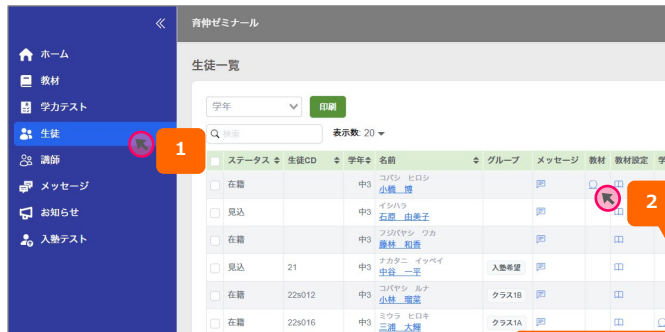 育伸ゼミナール
ホーム
教材
学力テスト
生徒
講師
メッセージ
お知らせ
入塾テスト
生徒一覧
学年 印刷
検索 表示数: 20
ステータス 生徒CD 学年 名前 グループ メッセージ 教材 教材設定 学
コバシ ヒロシ
在籍 中3 小橋 博
イシハラ
見込 中3 石原 由美子
フジバヤシ ワカ
在籍 中3 藤林 和香
ナカタニ イッペイ
見込 21 中3 中谷 一平 入塾希望
コバヤシ ルナ
在籍 22s012 中3 小林 瑠菜 クラス1B
ミウラ ヒロキ
在籍 22s016 中3 三浦 大輝 クラス1A
1
2